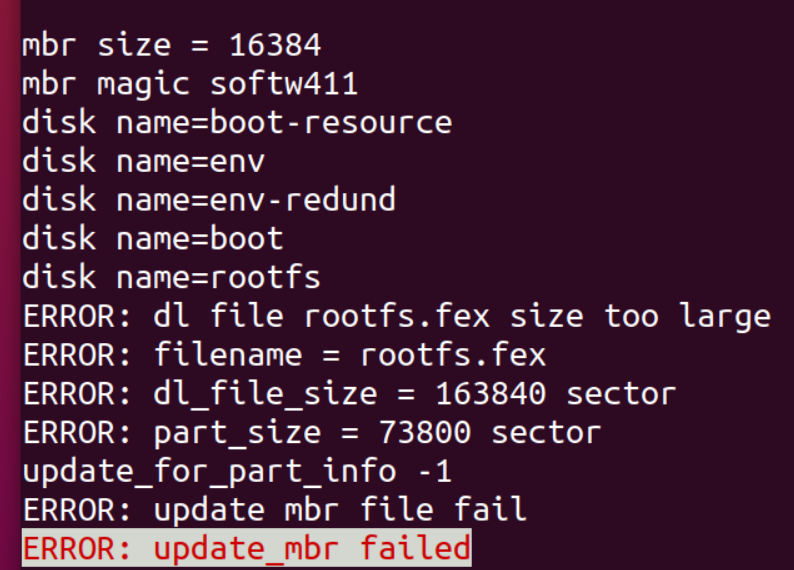 mbr size = 16384
mbr magic softw411
disk name=boot-resource
disk name=env
disk name=env-redund
disk name=boot
disk name=rootfs
ERROR: dl file rootfs.fex size too large
ERROR: filename = rootfs.fex
ERROR: dl_file_size = 163840 sector
ERROR: part_size = 73800 sector
update_for_part_info -1
ERROR: update mbr file fail
ERROR: update_mbr failed